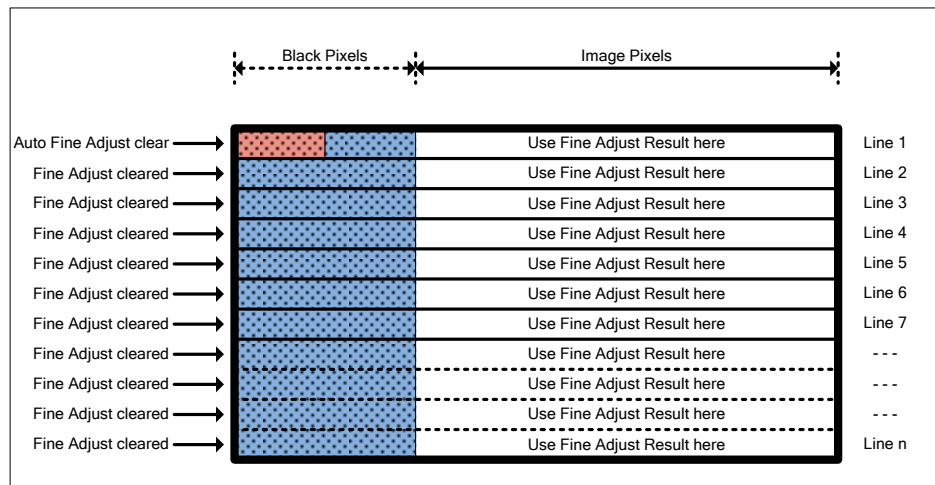 Black Pixels Image Pixels
Auto Fine Adjust clear Use Fine Adjust Result here Line 1
Fine Adjust cleared Use Fine Adjust Result here Line 2
Fine Adjust cleared Use Fine Adjust Result here Line 3
Fine Adjust cleared Use Fine Adjust Result here Line 4
Fine Adjust cleared Use Fine Adjust Result here Line 5
Fine Adjust cleared Use Fine Adjust Result here Line 6
Fine Adjust cleared Use Fine Adjust Result here Line 7
Fine Adjust cleared Use Fine Adjust Result here - - -
Fine Adjust cleared Use Fine Adjust Result here - - -
Fine Adjust cleared Use Fine Adjust Result here - - -
Fine Adjust cleared Use Fine Adjust Result here Line n